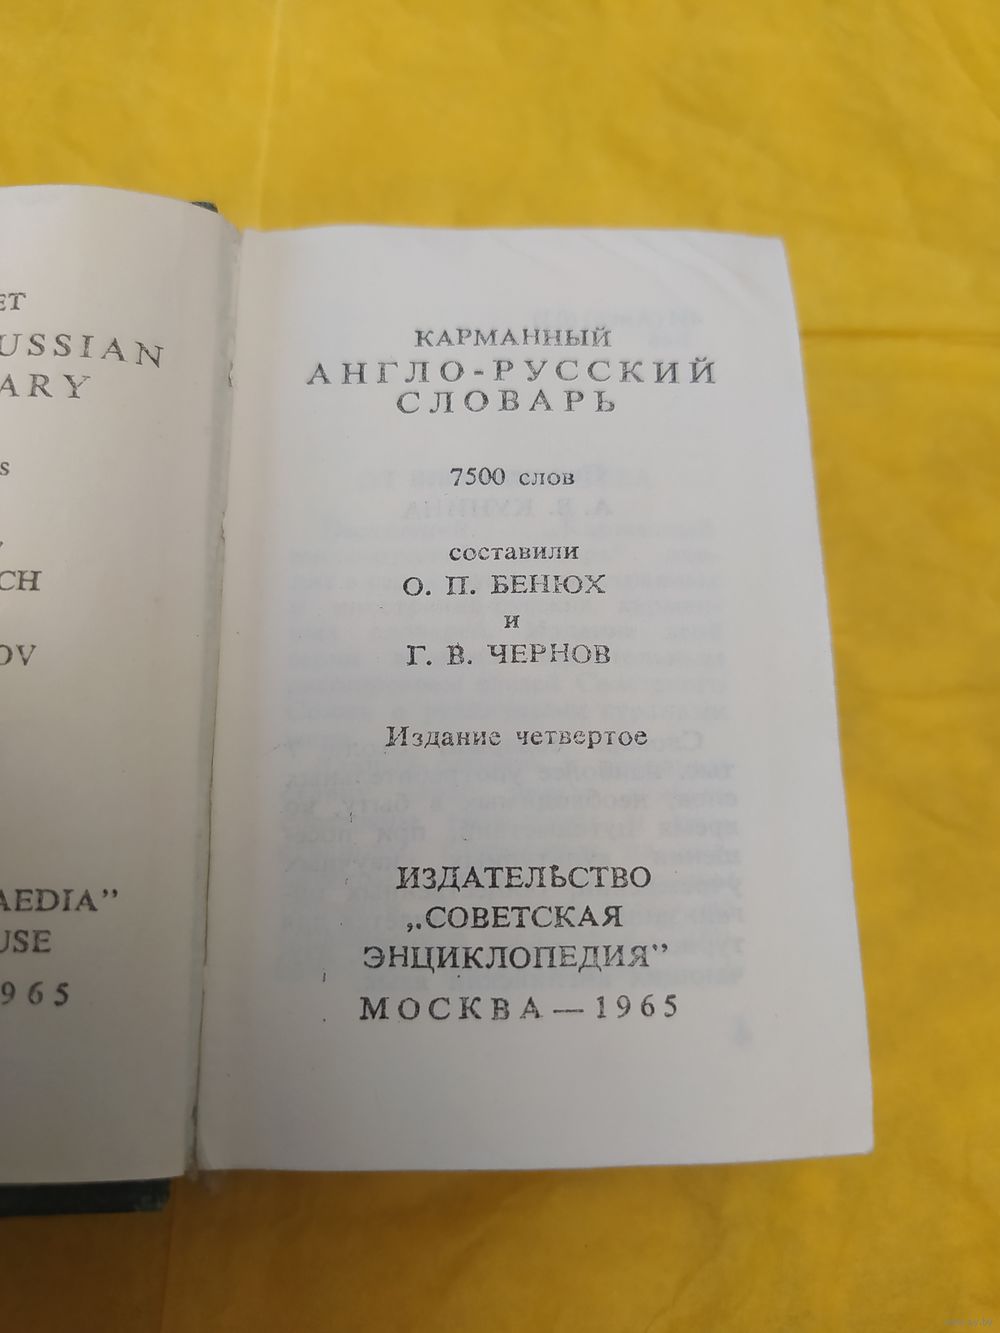 ET
USSIAN
ARY
s
CH
OV
AEDIA”
USE
965
КАРМАННЫЙ
АНГЛО-РУССКИЙ
СЛОВАРЬ
7500 слов
составили
О. П. БЕНЮХ
и
Г. В. ЧЕРНОВ
Издание четвертое
ИЗДАТЕЛЬСТВО
„СОВЕТСКАЯ
ЭНЦИКЛОПЕДИЯ”
МОСКВА — 1965